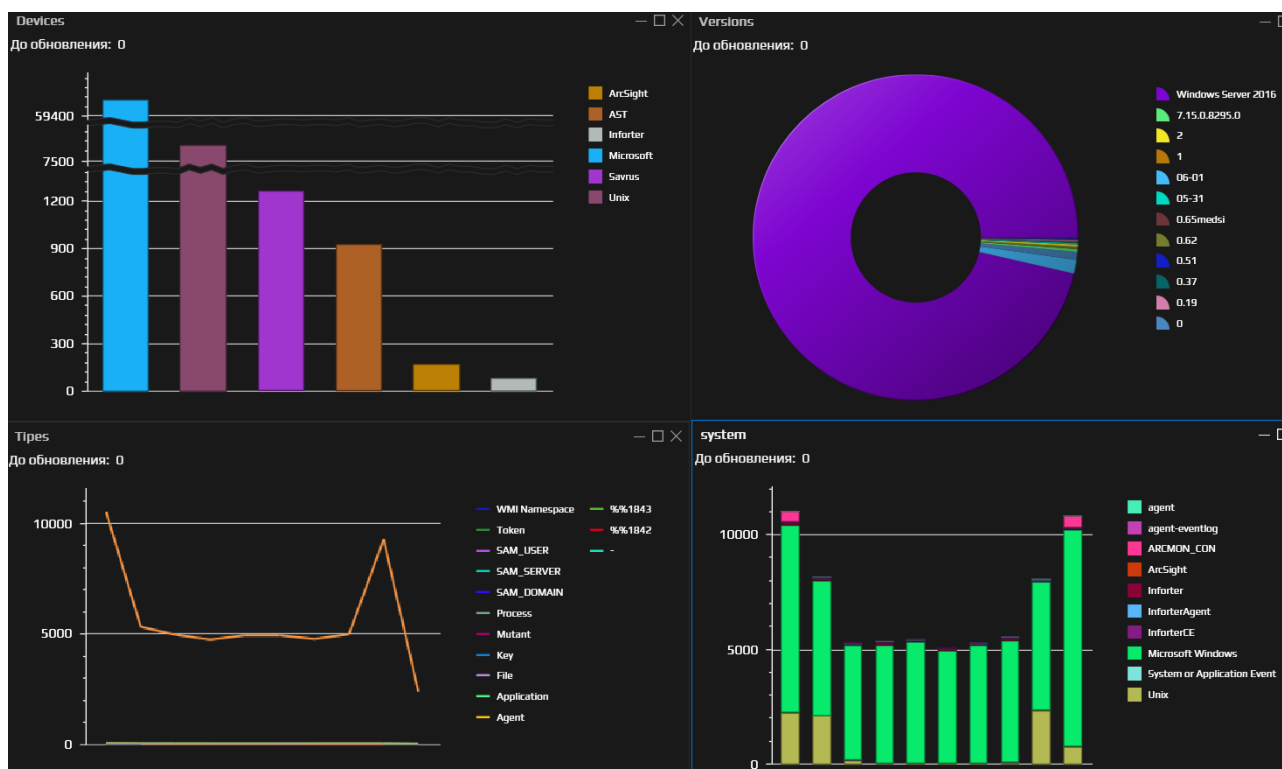 Devices
До обновления: 0
59400
7500
1200
900
600
300
0
ArcSight
AST
Inforter
Microsoft
Savrus
Unix
Versions
До обновления: 0
Windows Server 2016
7.15.0.8295.0
2
1
06-01
05-31
0.65medsi
0.62
0.51
0.37
0.19
0
Tipes
До обновления: 0
10000
5000
0
WMI Namespace
Token
SAM_USER
SAM_SERVER
SAM_DOMAIN
Process
Mutant
Key
File
Application
Agent
%%1843
%%1842
-
system
До обновления: 0
10000
5000
0
agent
agent-eventlog
ARCMON_CON
ArcSight
Inforter
InforterAgent
InforterCE
Microsoft Windows
System or Application Event
Unix